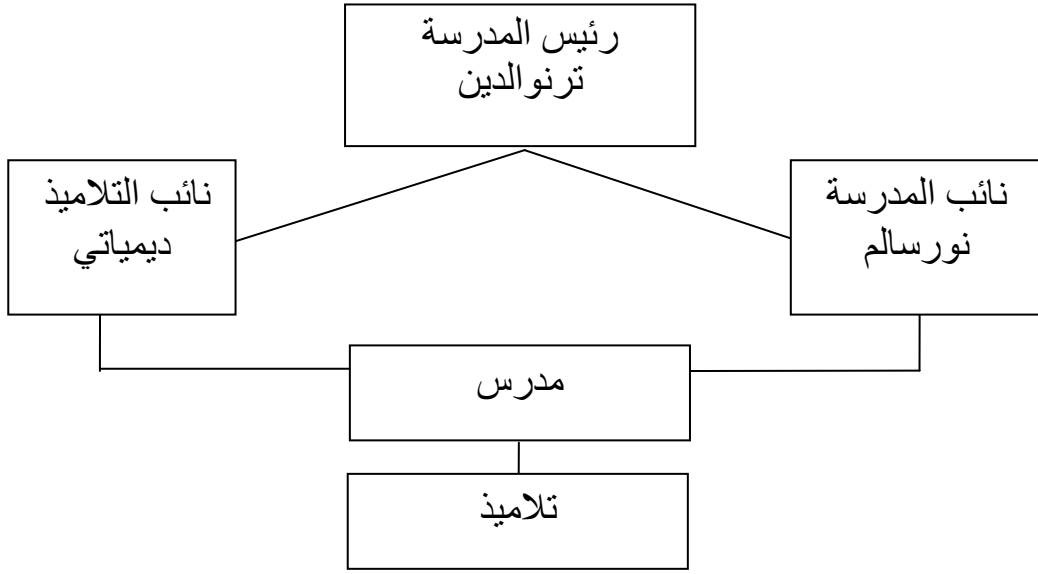 رئيس المدرسة
ترنوالدين
نائب المدرسة
نورسالم
نائب التلاميذ
ديمياتي
مدرس
تلاميذ